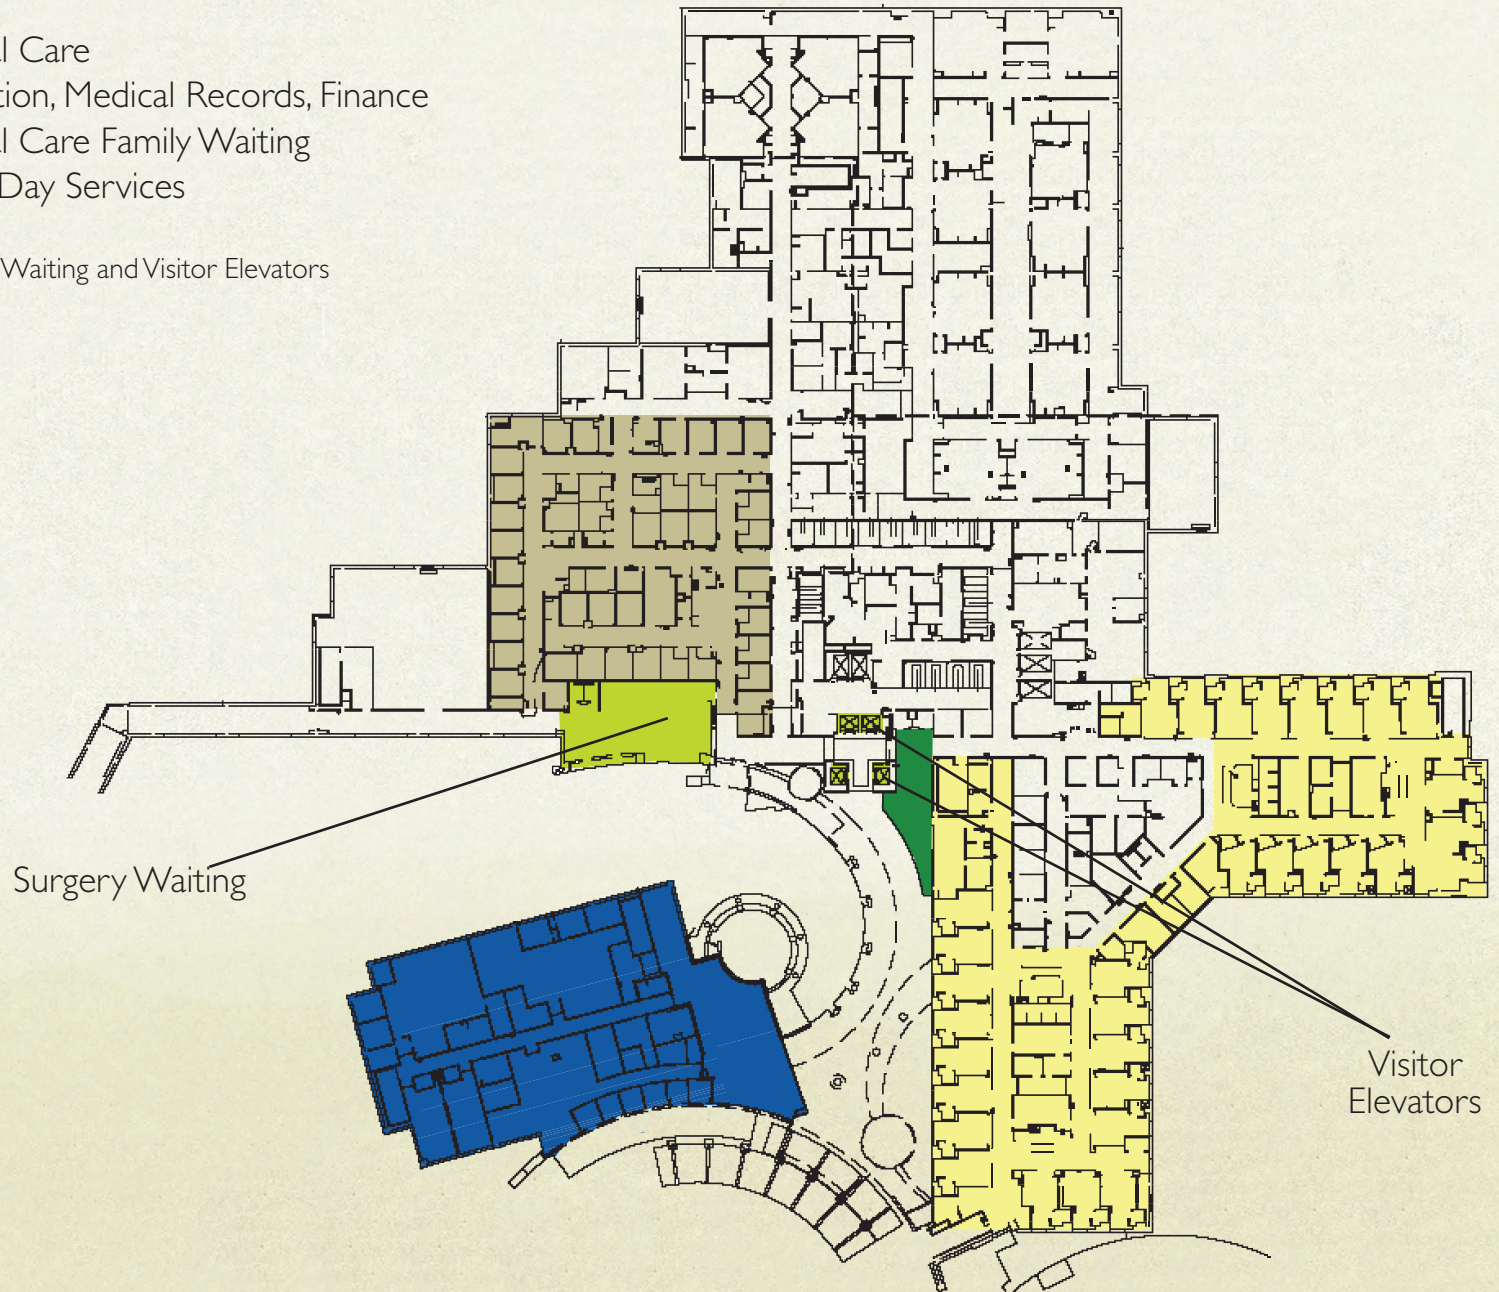 l Care
tion, Medical Records, Finance
l Care Family Waiting
Day Services
Waiting and Visitor Elevators
Surgery Waiting
Visitor
Elevators